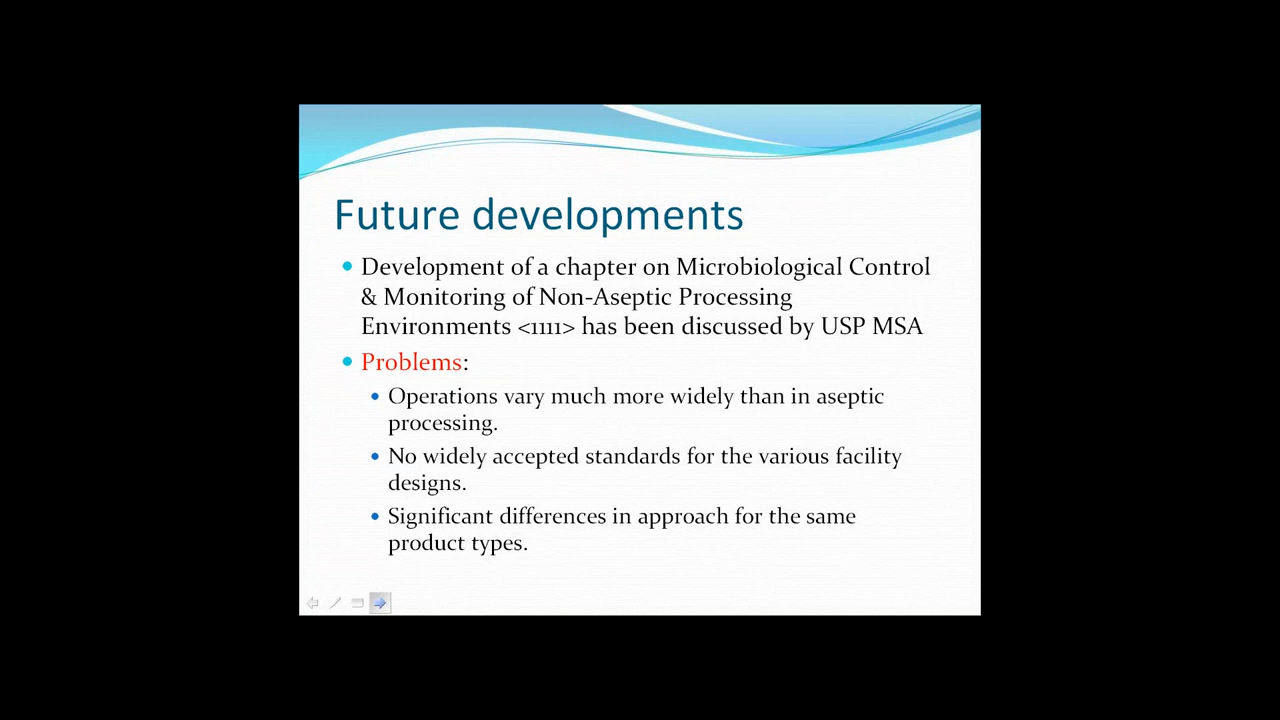 Future developments
Development of a chapter on Microbiological Control
& Monitoring of Non-Aseptic Processing
Environments <1111> has been discussed by USP MSA
Problems:
Operations vary much more widely than in aseptic
processing.
No widely accepted standards for the various facility
designs.
Significant differences in approach for the same
product types.